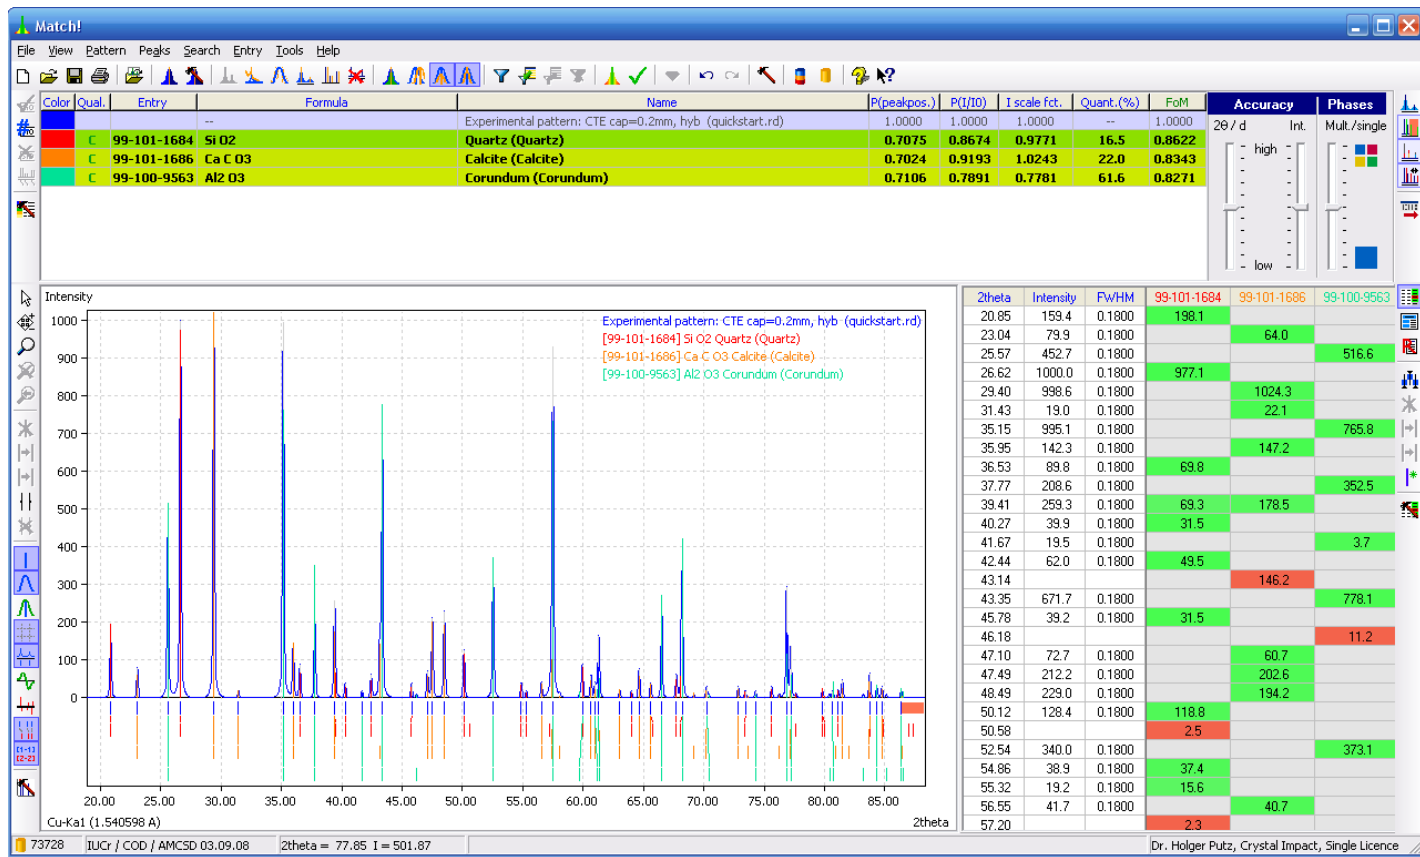 Match!
File View Pattern Peaks Search Entry Tools Help
Color Qual. Entry Formula Name P(peakpos.) P(I/I0) I scale fct. Quant.(%) FoM
-- Experimental pattern: CTE cap=0.2mm, hyb (quickstart.rd) 1.0000 1.0000 1.0000 -- 1.0000
C 99-101-1684 Si O2 Quartz (Quartz) 0.7075 0.8674 0.9771 16.5 0.8622
C 99-101-1686 Ca C O3 Calcite (Calcite) 0.7024 0.9193 1.0243 22.0 0.8343
C 99-100-9563 Al2 O3 Corundum (Corundum) 0.7106 0.7891 0.7781 61.6 0.8271
Accuracy Phases
2θ / d Int. Mult./single
high
low
Intensity
Experimental pattern: CTE cap=0.2mm, hyb (quickstart.rd)
[99-101-1684] Si O2 Quartz (Quartz)
[99-101-1686] Ca C O3 Calcite (Calcite)
[99-100-9563] Al2 O3 Corundum (Corundum)
1000
900
800
700
600
500
400
300
200
100
0
20.00 25.00 30.00 35.00 40.00 45.00 50.00 55.00 60.00 65.00 70.00 75.00 80.00 85.00
Cu-Ka1 (1.540598 A) 2theta
2theta Intensity FWHM 99-101-1684 99-101-1686 99-100-9563
20.85 159.4 0.1800 198.1
23.04 79.9 0.1800 64.0
25.57 452.7 0.1800 516.6
26.62 1000.0 0.1800 977.1
29.40 998.6 0.1800 1024.3
31.43 19.0 0.1800 22.1
35.15 995.1 0.1800 765.8
35.95 142.3 0.1800 147.2
36.53 89.8 0.1800 69.8
37.77 208.6 0.1800 352.5
39.41 259.3 0.1800 69.3 178.5
40.27 39.9 0.1800 31.5
41.67 19.5 0.1800 3.7
42.44 62.0 0.1800 49.5
43.14 146.2
43.35 671.7 0.1800 778.1
45.78 39.2 0.1800 31.5
46.18 11.2
47.10 72.7 0.1800 60.7
47.49 212.2 0.1800 202.6
48.49 229.0 0.1800 194.2
50.12 128.4 0.1800 118.8
50.58 2.5
52.54 340.0 0.1800 373.1
54.86 38.9 0.1800 37.4
55.32 19.2 0.1800 15.6
56.55 41.7 0.1800 40.7
57.20 2.3
73728 IUCr / COD / AMCSD 03.09.08 2theta = 77.85 I = 501.87 Dr. Holger Putz, Crystal Impact, Single Licence